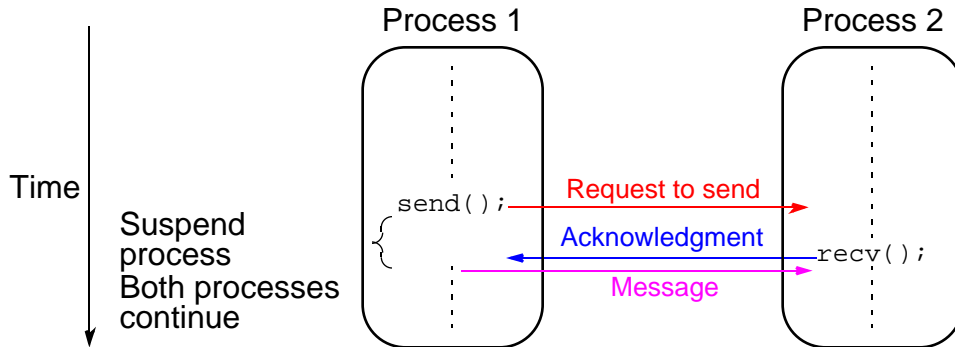 Process 1
Process 2
Time
send();
Request to send
Suspend
process
Acknowledgment
recv();
Both processes
continue
Message